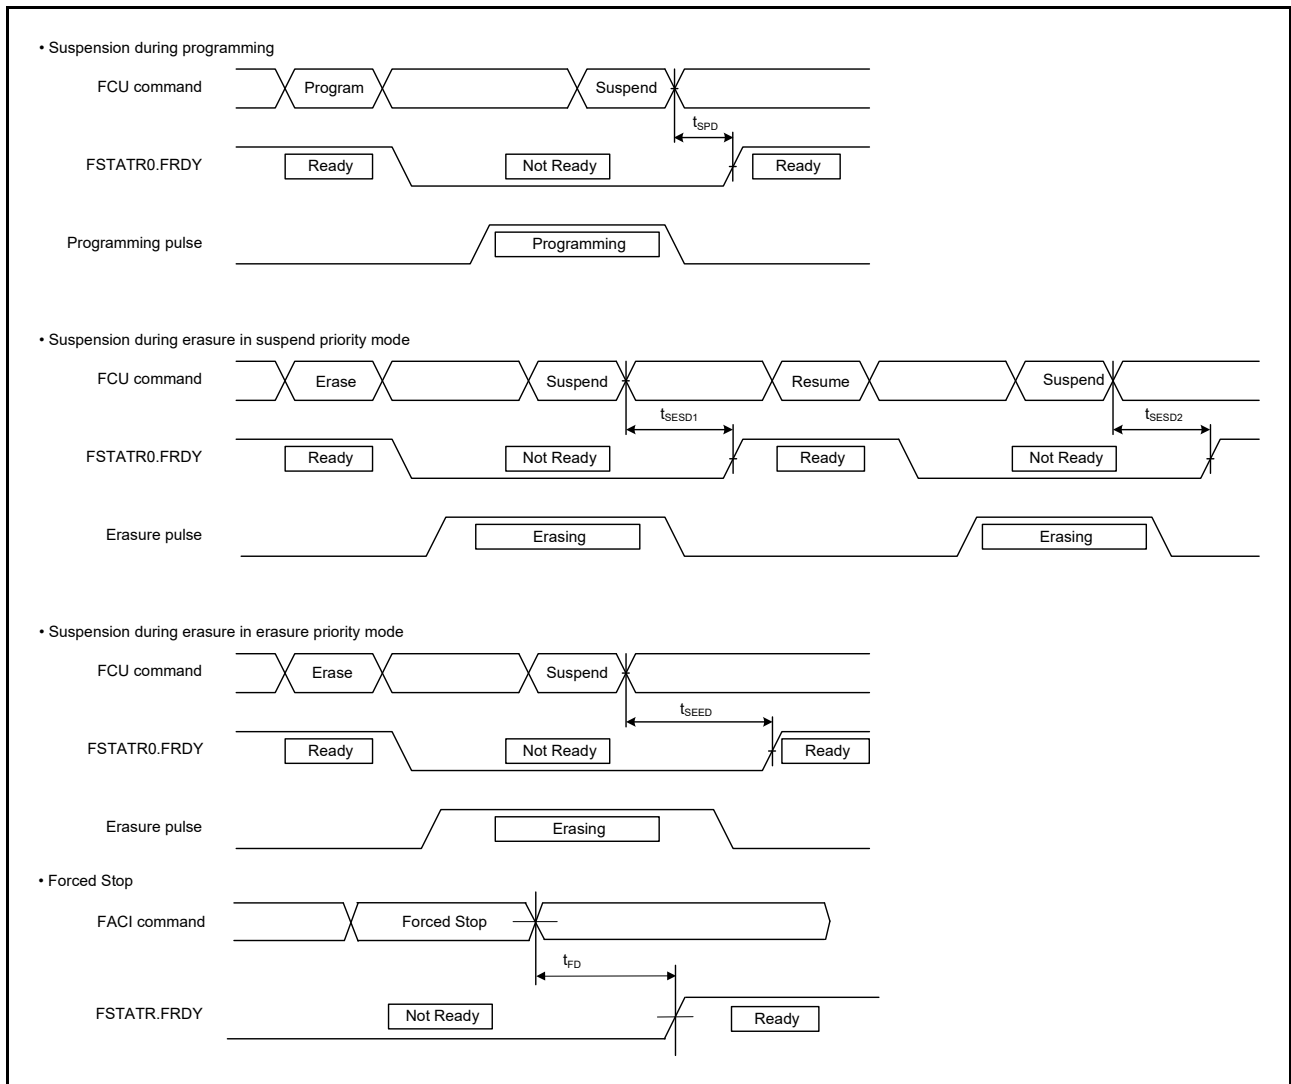 • Suspension during programming
FCU command
Program
Suspend
tSPD
FSTATR0.FRDY
Ready
Not Ready
Ready
Programming pulse
Programming
• Suspension during erasure in suspend priority mode
FCU command
Erase
Suspend
Resume
Suspend
tSESD1
tSESD2
FSTATR0.FRDY
Ready
Not Ready
Ready
Not Ready
Erasure pulse
Erasing
Erasing
• Suspension during erasure in erasure priority mode
FCU command
Erase
Suspend
tSEED
FSTATR0.FRDY
Ready
Not Ready
Ready
Erasure pulse
Erasing
• Forced Stop
FACI command
Forced Stop
tFD
FSTATR.FRDY
Not Ready
Ready